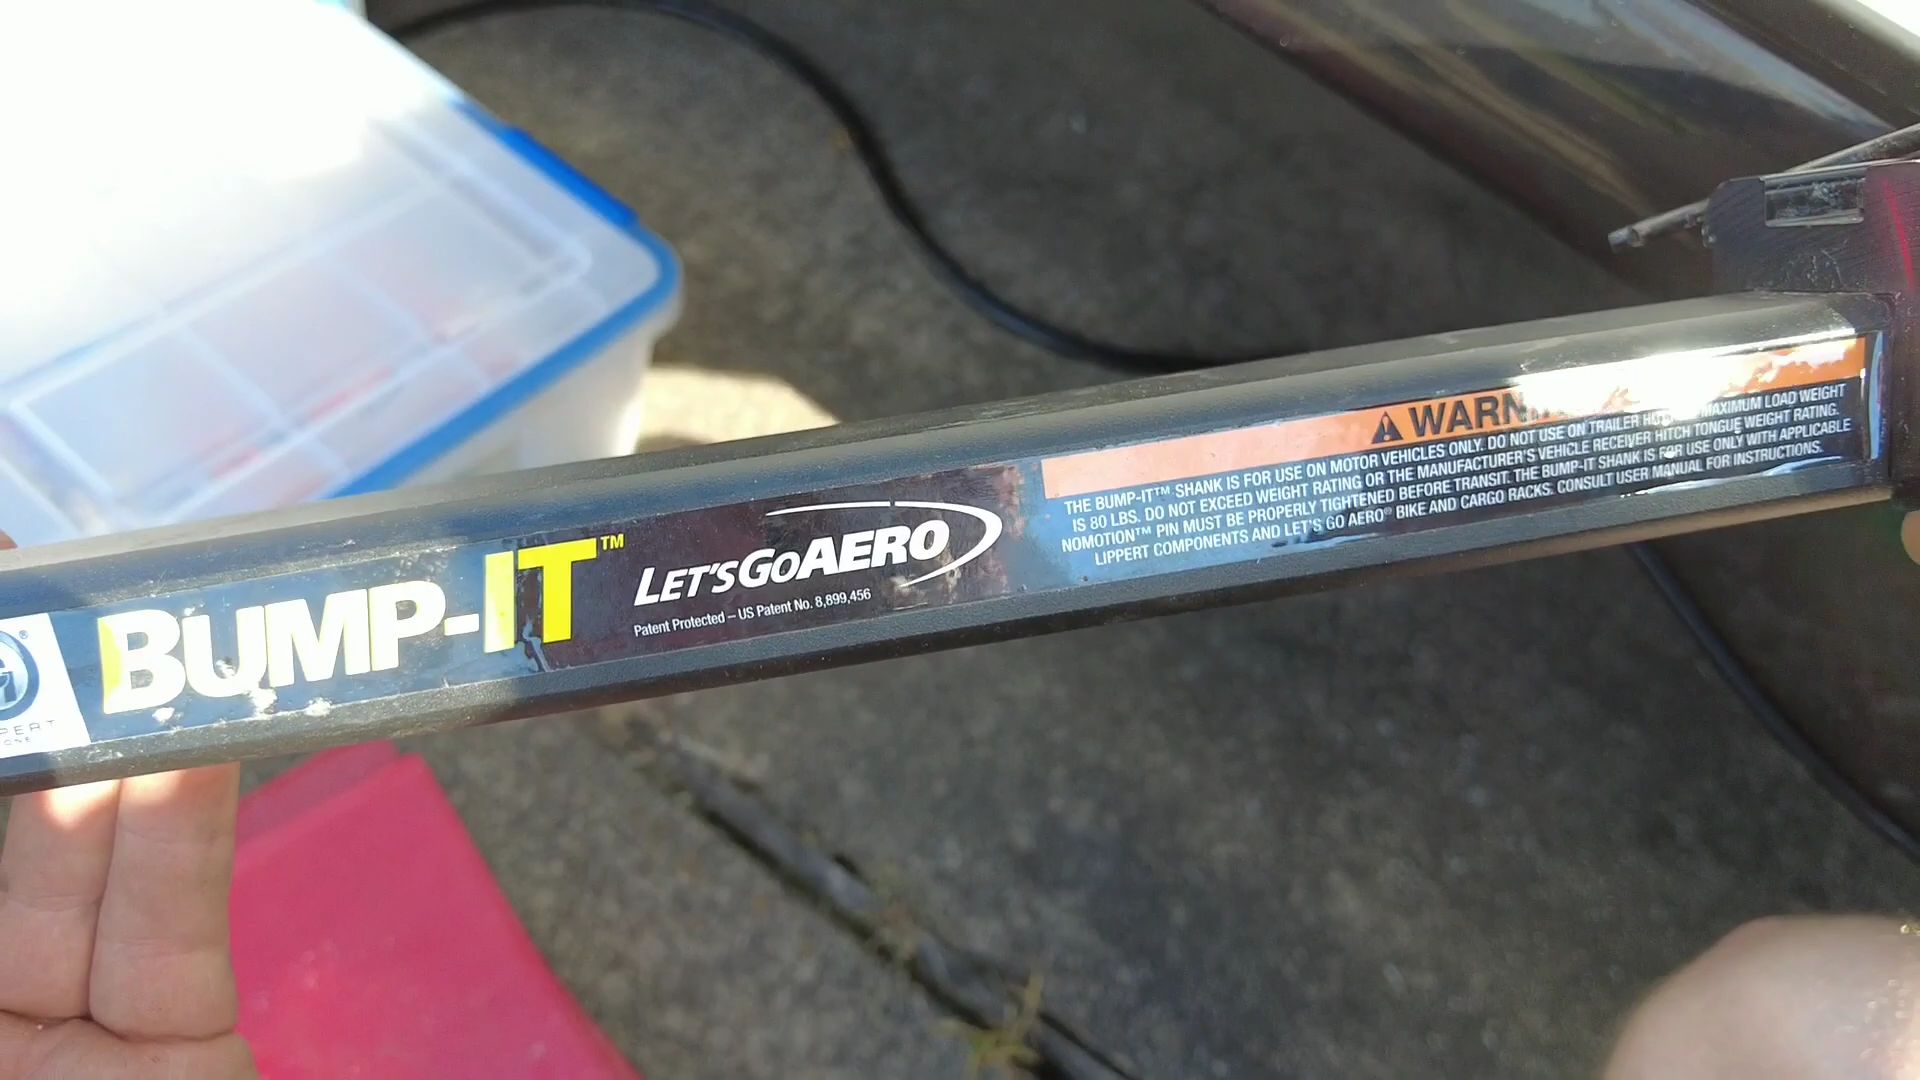 BUMP-IT™
LET'S GO AERO
Patent Protected – US Patent No. 8,899,456
⚠ WARN
THE BUMP-IT™ SHANK IS FOR USE ON MOTOR VEHICLES ONLY. DO NOT USE ON TRAILER MAXIMUM LOAD WEIGHT
IS 80 LBS. DO NOT EXCEED WEIGHT RATING OR THE MANUFACTURER'S VEHICLE RECEIVER HITCH TONGUE WEIGHT RATING.
NOMOTION™ PIN MUST BE PROPERLY TIGHTENED BEFORE TRANSIT. THE BUMP-IT SHANK IS FOR USE ONLY WITH APPLICABLE
LIPPERT COMPONENTS AND LET'S GO AERO® BIKE AND CARGO RACKS. CONSULT USER MANUAL FOR INSTRUCTIONS.